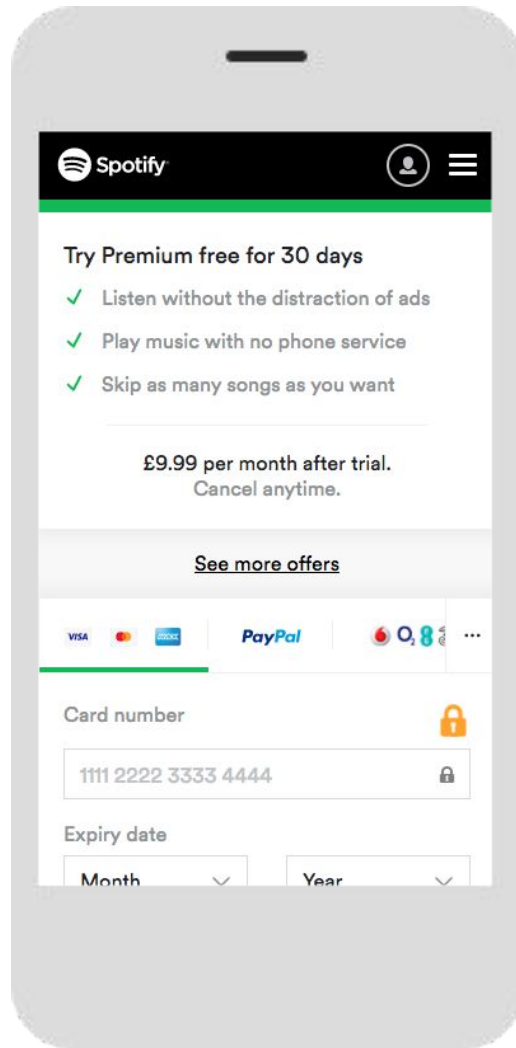 Spotify
Try Premium free for 30 days
Listen without the distraction of ads
Play music with no phone service
Skip as many songs as you want
£9.99 per month after trial.
Cancel anytime.
See more offers
VISA PayPal O2 8 ...
Card number
1111 2222 3333 4444
Expiry date
Month Year